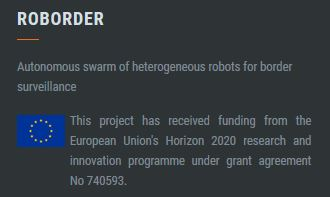 ROBORDER
Autonomous swarm of heterogeneous robots for border
surveillance
This project has received funding from the
European Union's Horizon 2020 research and
innovation programme under grant agreement
No 740593.